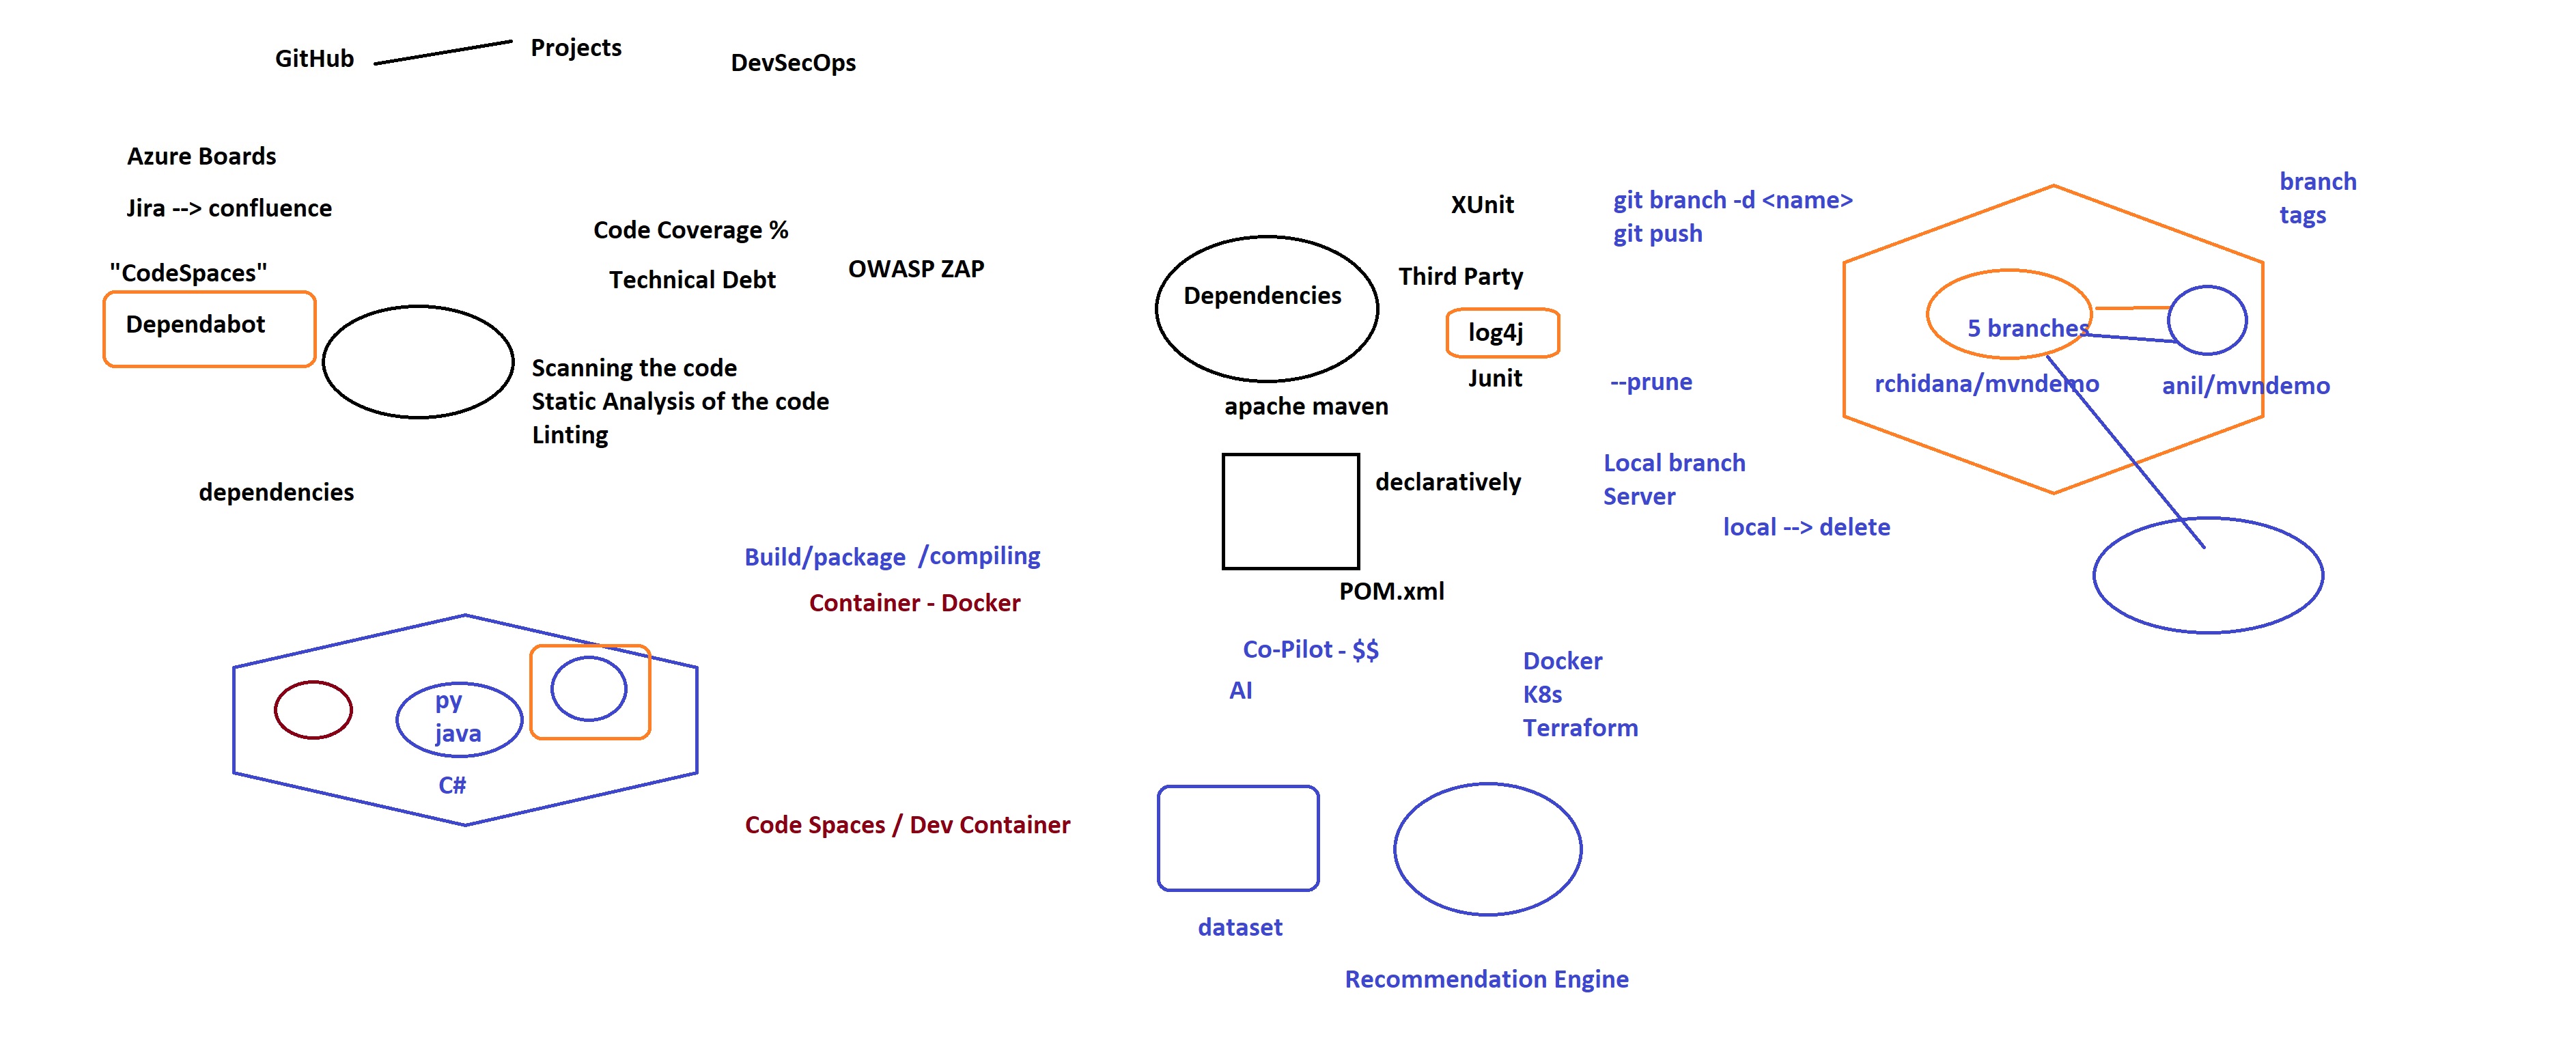 GitHub
Projects
DevSecOps
Azure Boards
Jira --> confluence
"CodeSpaces"
Dependabot
Code Coverage %
Technical Debt
OWASP ZAP
Scanning the code
Static Analysis of the code
Linting
dependencies
Build/package /compiling
Container - Docker
py
java
C#
Code Spaces / Dev Container
Dependencies
XUnit
Third Party
log4j
Junit
apache maven
declaratively
POM.xml
Co-Pilot - $$
AI
Docker
K8s
Terraform
dataset
Recommendation Engine
git branch -d <name>
git push
--prune
Local branch
Server
local --> delete
branch
tags
5 branches
rchidana/mvndemo
anil/mvndemo